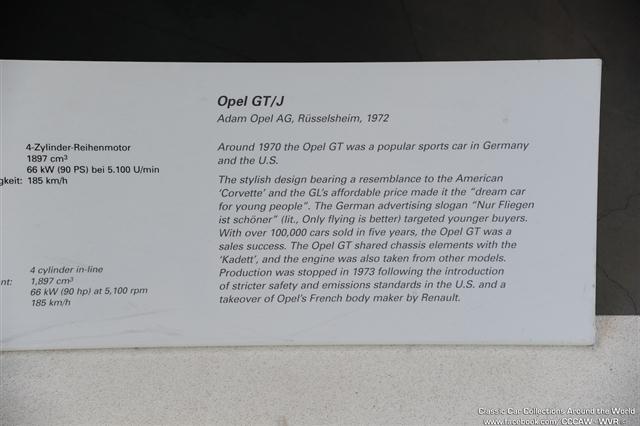 4-Zylinder-Reihenmotor
1897 cm³
66 kW (90 PS) bei 5.100 U/min
gkeit: 185 km/h
4 cylinder in-line
nt: 1,897 cm³
66 kW (90 hp) at 5,100 rpm
185 km/h
Opel GT/J
Adam Opel AG, Rüsselsheim, 1972
Around 1970 the Opel GT was a popular sports car in Germany
and the U.S.
The stylish design bearing a resemblance to the American
'Corvette' and the GL's affordable price made it the "dream car
for young people". The German advertising slogan "Nur Fliegen
ist schöner" (lit., Only flying is better) targeted younger buyers.
With over 100,000 cars sold in five years, the Opel GT was a
sales success. The Opel GT shared chassis elements with the
'Kadett', and the engine was also taken from other models.
Production was stopped in 1973 following the introduction
of stricter safety and emissions standards in the U.S. and a
takeover of Opel's French body maker by Renault.
Classic Car Collections Around the World
www.facebook.com/CCCAW - WVR ©